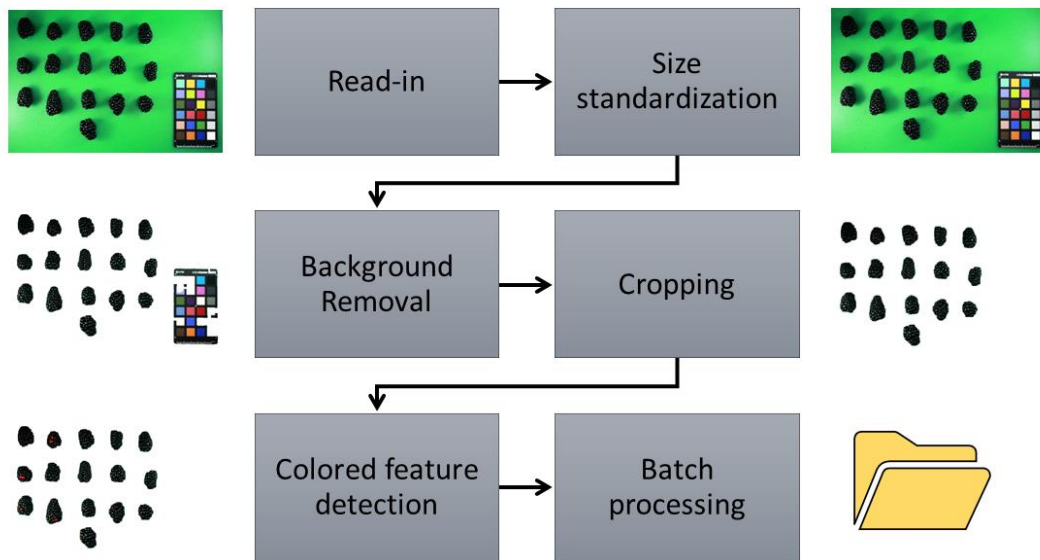 Read-in
Size
standardization
Background
Removal
Cropping
Colored feature
detection
Batch
processing